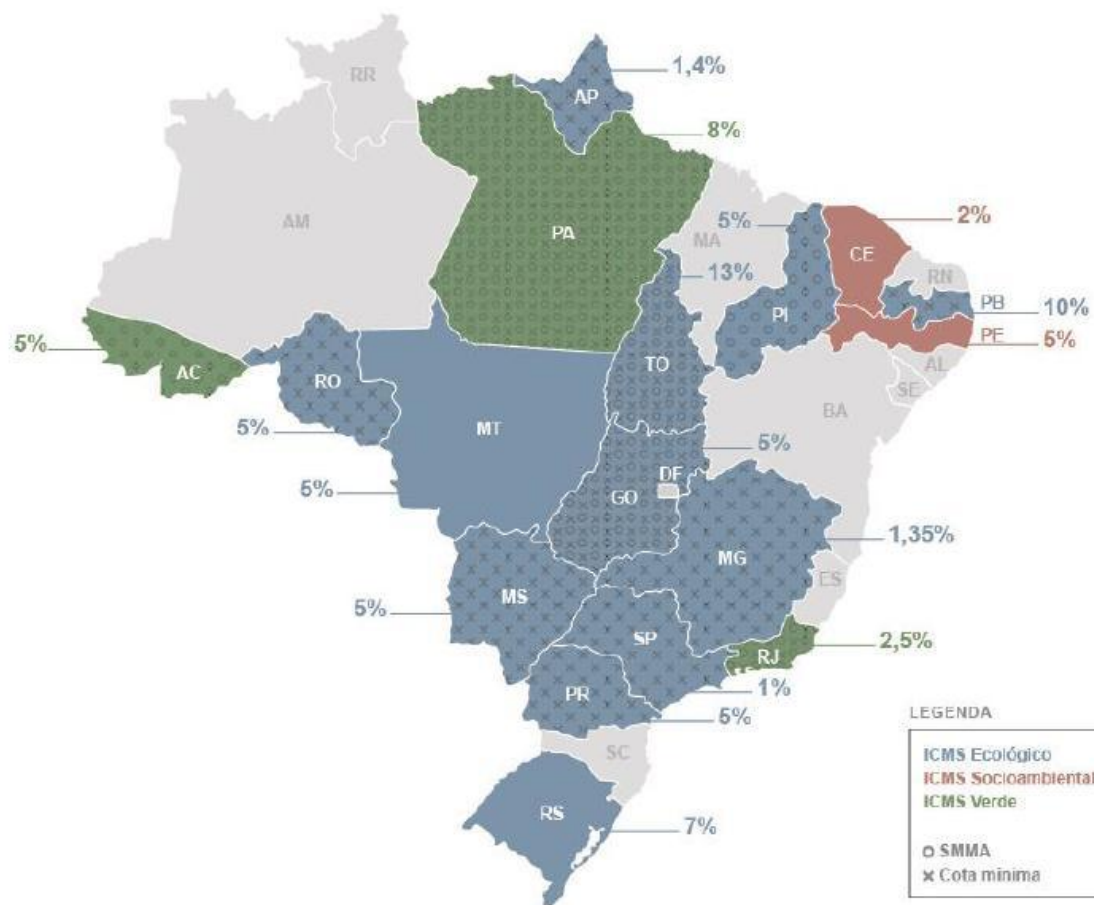 RR
AP
1,4%
8%
AM
PA
5%
MA
CE
2%
RN
13%
PI
PB
10%
PE
5%
5%
AC
RO
TO
AL
SE
BA
5%
MT
5%
DF
5%
GO
1,35%
MG
ES
MS
5%
SP
RJ
2,5%
PR
1%
5%
SC
RS
7%
LEGENDA
ICMS Ecológico
ICMS Socioambiental
ICMS Verde
SMMA
Cota mínima